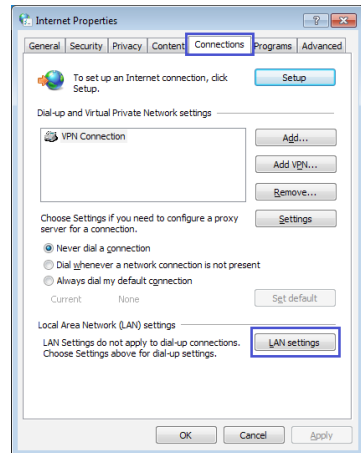 Internet Properties
General Security Privacy Content Connections Programs Advanced
To set up an Internet connection, click
Setup.
Setup
Dial-up and Virtual Private Network settings
VPN Connection
Add...
Add VPN...
Remove...
Choose Settings if you need to configure a proxy
server for a connection.
Settings
Never dial a connection
Dial whenever a network connection is not present
Always dial my default connection
Current None
Set default
Local Area Network (LAN) settings
LAN Settings do not apply to dial-up connections.
Choose Settings above for dial-up settings.
LAN settings
OK Cancel Apply